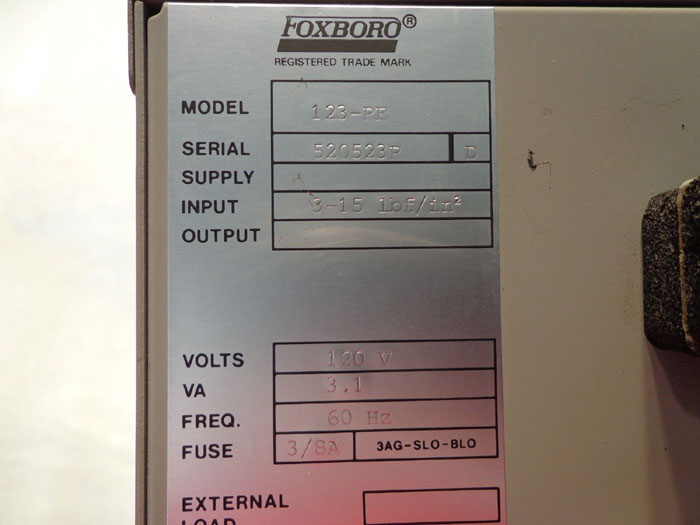 FOXBORO®
REGISTERED TRADE MARK
MODEL 123-PE
SERIAL 520523P D
SUPPLY
INPUT 3-15 lbf/in²
OUTPUT
VOLTS 120 V
VA 3.1
FREQ. 60 Hz
FUSE 3/8A 3AG-SLO-BLO
EXTERNAL
LOAD